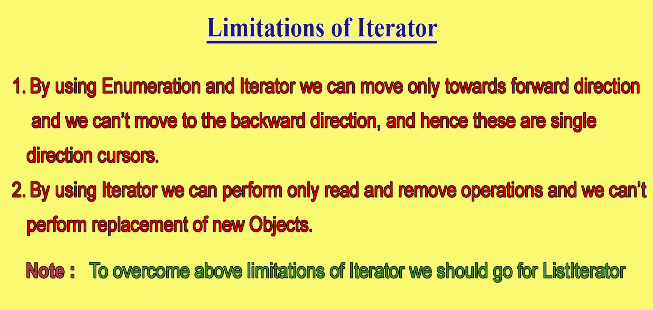 Limitations of Iterator
1. By using Enumeration and Iterator we can move only towards forward direction
and we can't move to the backward direction, and hence these are single
direction cursors.
2. By using Iterator we can perform only read and remove operations and we can't
perform replacement of new Objects.
Note : To overcome above limitations of Iterator we should go for ListIterator